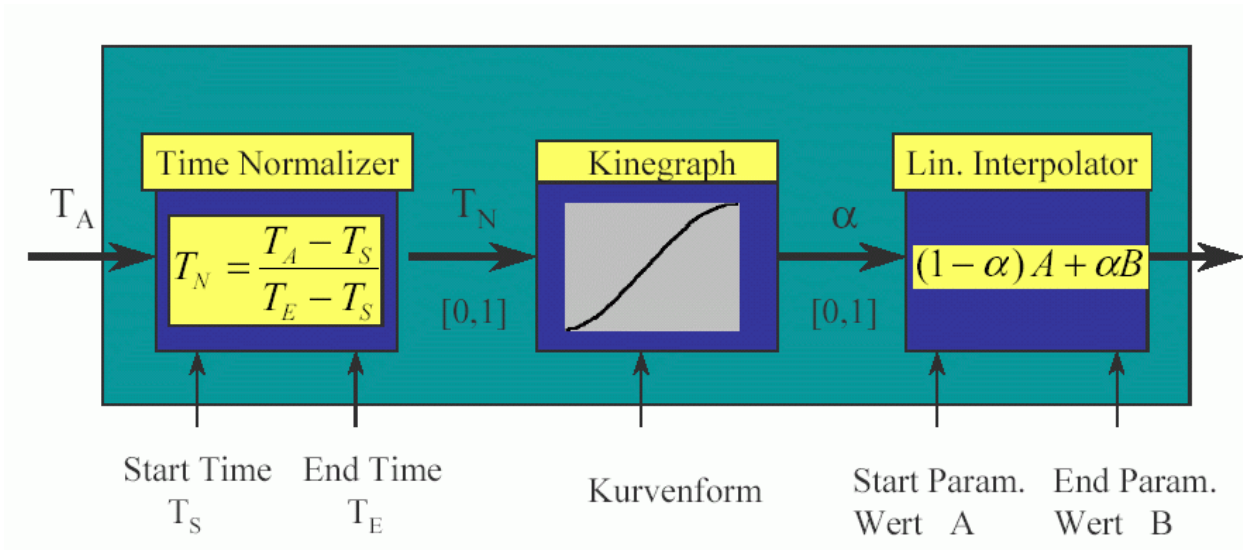 Time Normalizer
Kinegraph
Lin. Interpolator
T_A
T_N = (T_A − T_S) / (T_E − T_S)
T_N
[0,1]
α
[0,1]
(1−α) A + αB
Start Time
T_S
End Time
T_E
Kurvenform
Start Param.
Wert A
End Param.
Wert B